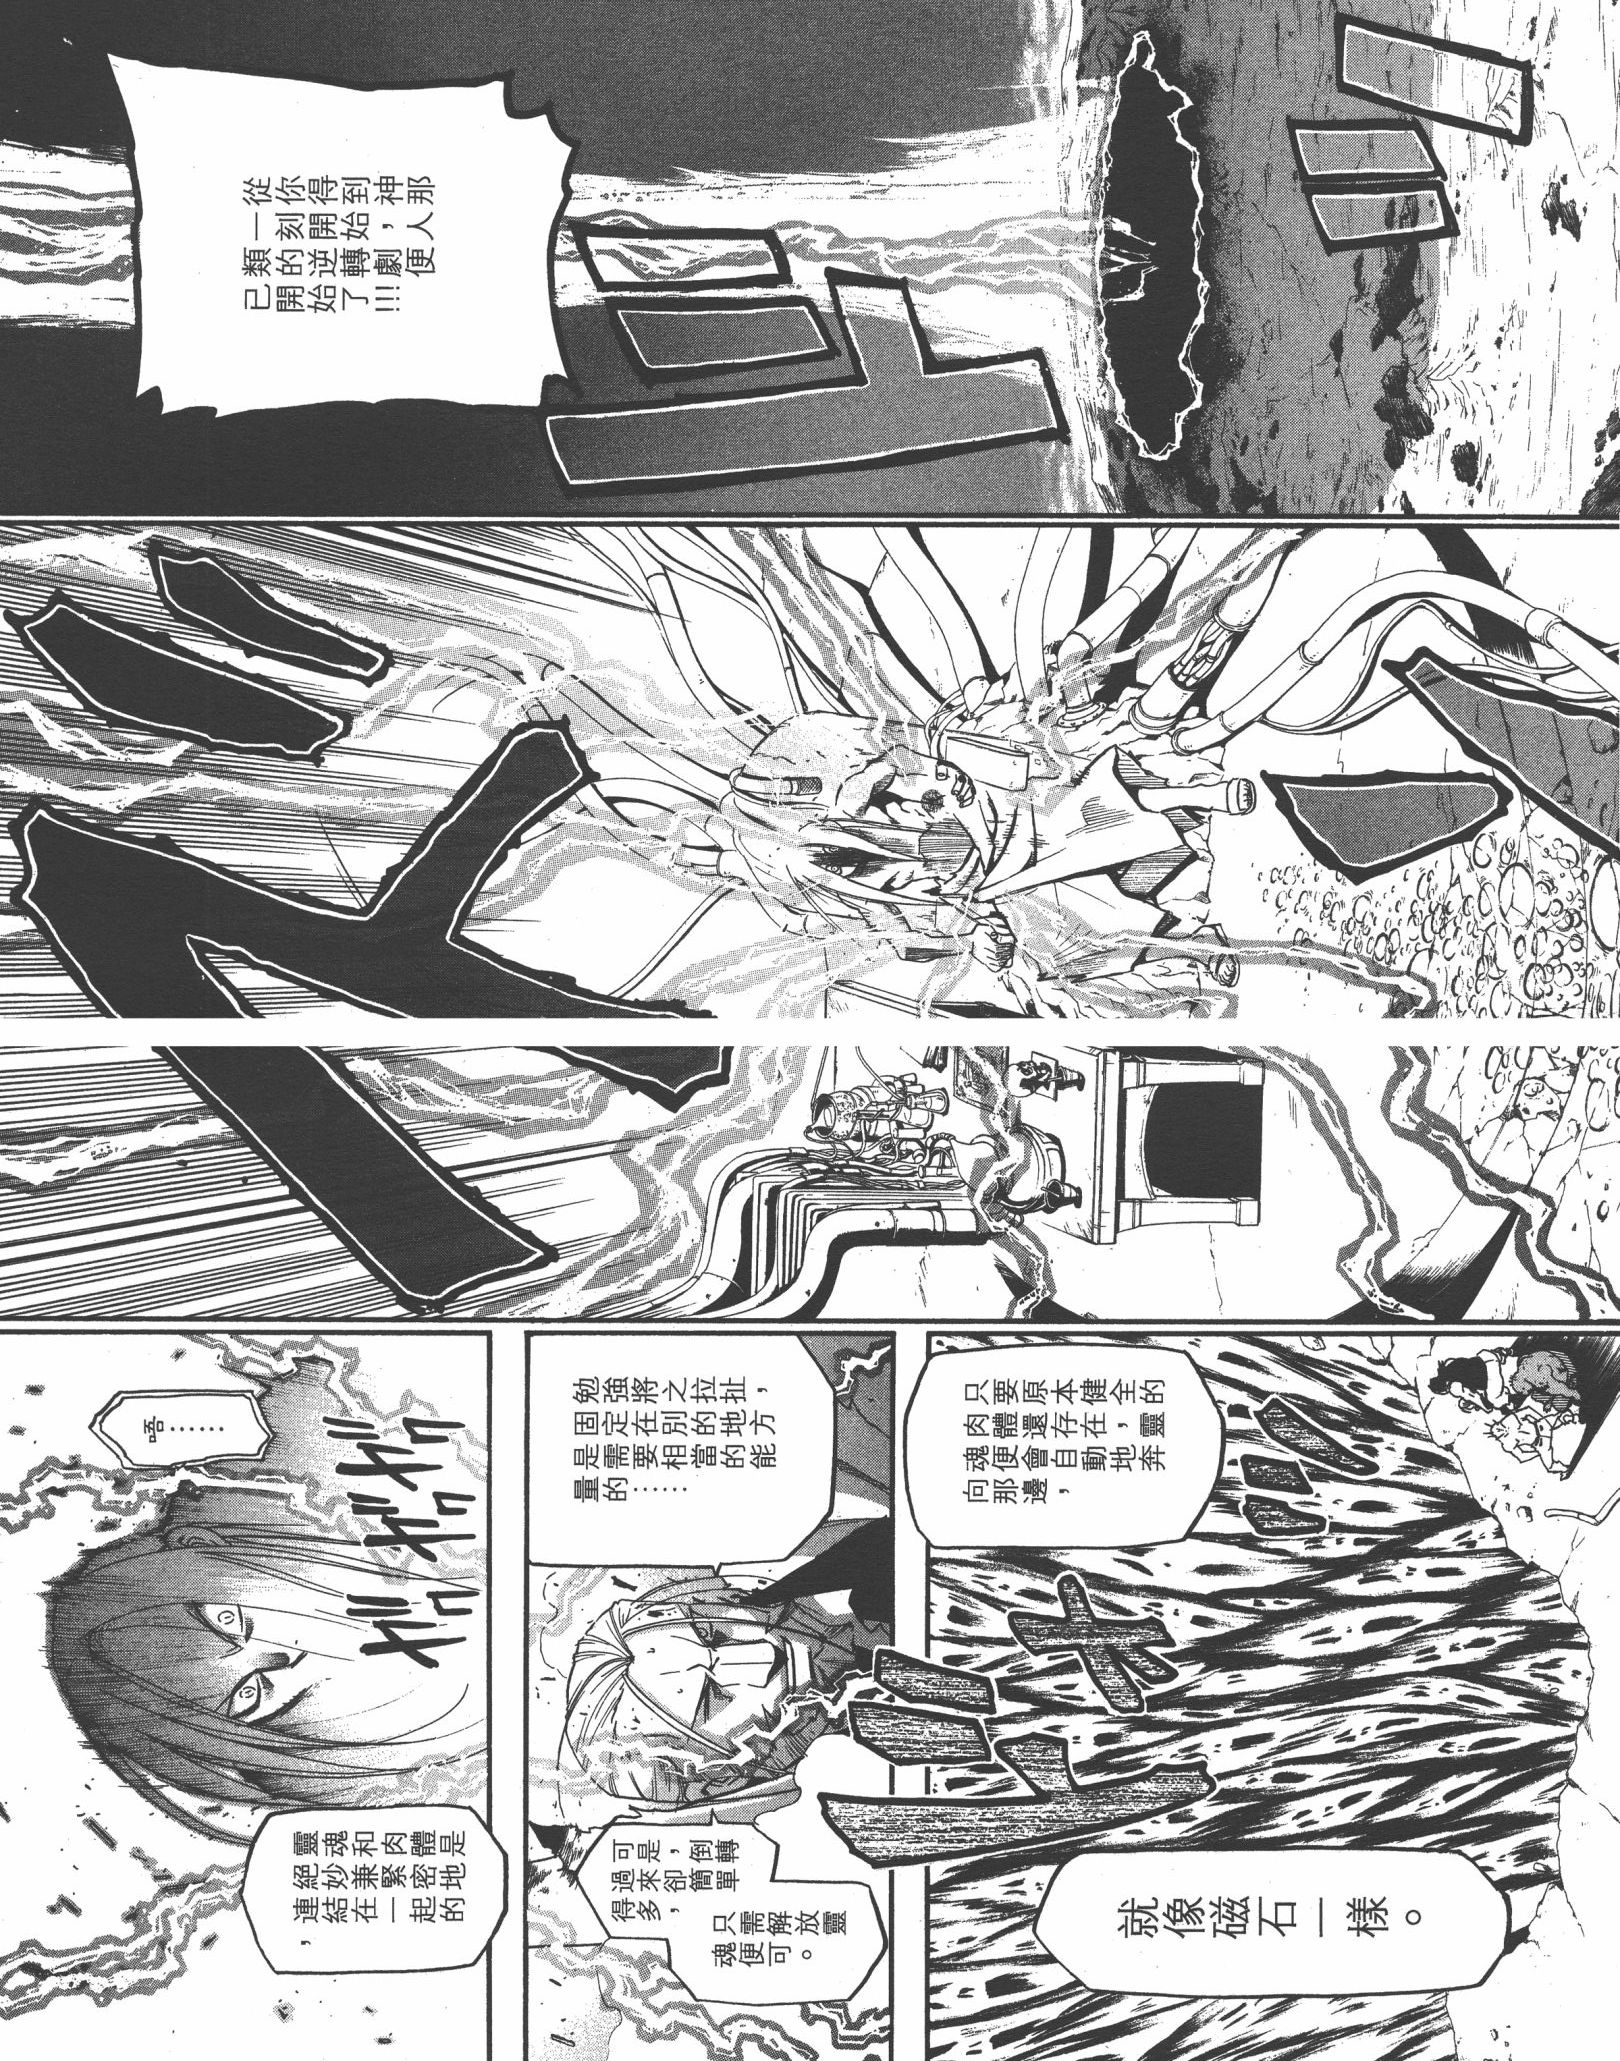 從你得到神那
一刻開始，人
類的逆轉劇便
已開始了!!!
唔……
靈魂和肉體是
絕妙兼緊密地
連結在一起的
，
勉強將之拉扯，
固定在別的地方
是需要相當的能
量的……
可是，倒轉
過來卻簡單
得多，
只需解放靈
魂便可。
只要原本健全的
肉體還存在，靈
魂便會自動地奔
向那邊，
就像磁石一樣。